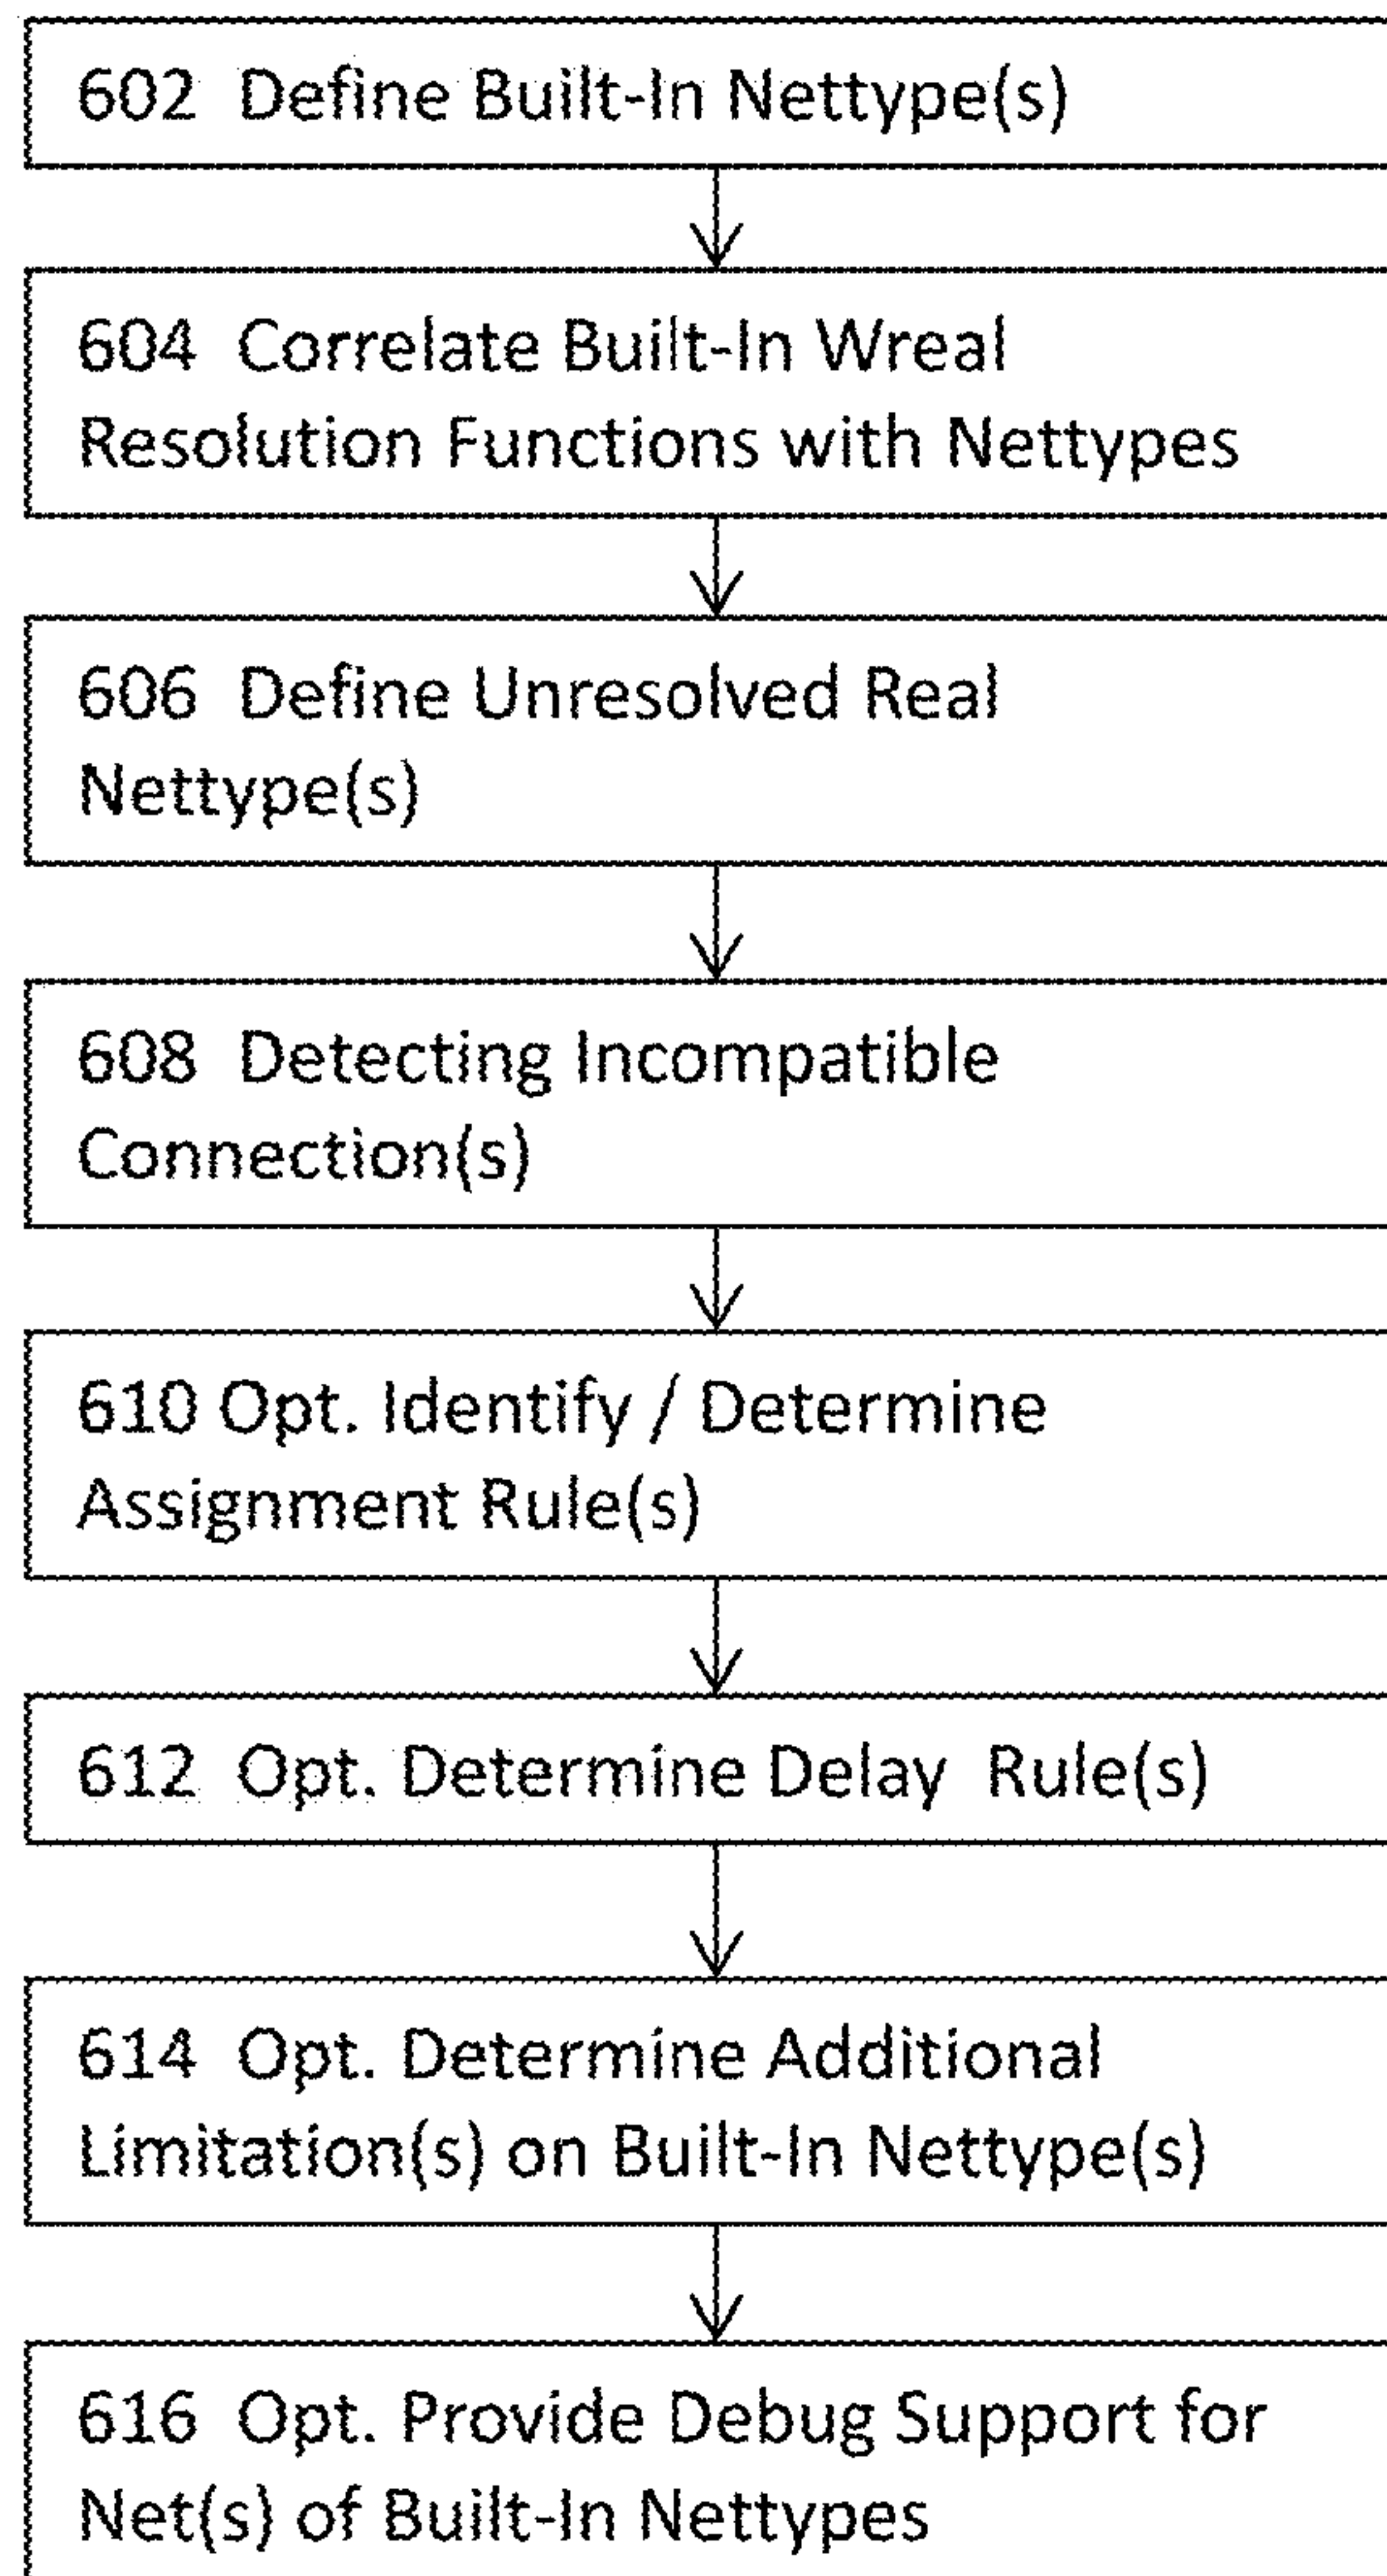 602 Define Built-In Nettype(s)
604 Correlate Built-In Wreal
Resolution Functions with Nettypes
606 Define Unresolved Real
Nettype(s)
608 Detecting Incompatible
Connection(s)
610 Opt. Identify / Determine
Assignment Rule(s)
612 Opt. Determine Delay Rule(s)
614 Opt. Determine Additional
Limitation(s) on Built-In Nettype(s)
616 Opt. Provide Debug Support for
Net(s) of Built-In Nettypes